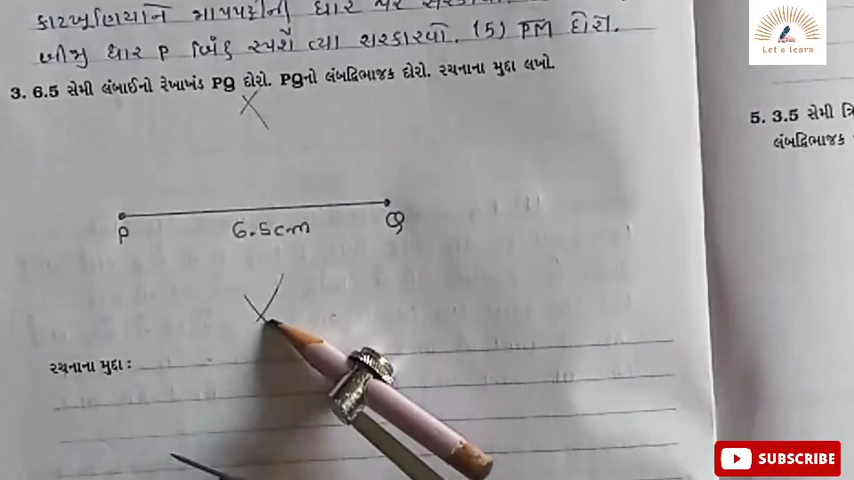 કાટખૂણિયાને માપપટ્ટીની ધાર પર
બીજી ધાર P બિંદુ સ્પર્શે ત્યા સરકાવો. (5) PM દોરો.
3. 6.5 સેમી લંબાઈનો રેખાખંડ PQ દોરો. PQનો લંબદ્વિભાજક દોરો. રચનાના મુદ્દા લખો.
P 6.5cm Q
રચનાના મુદ્દા :
Let's learn
5. 3.5 સેમી
લંબદ્વિભાજક
SUBSCRIBE